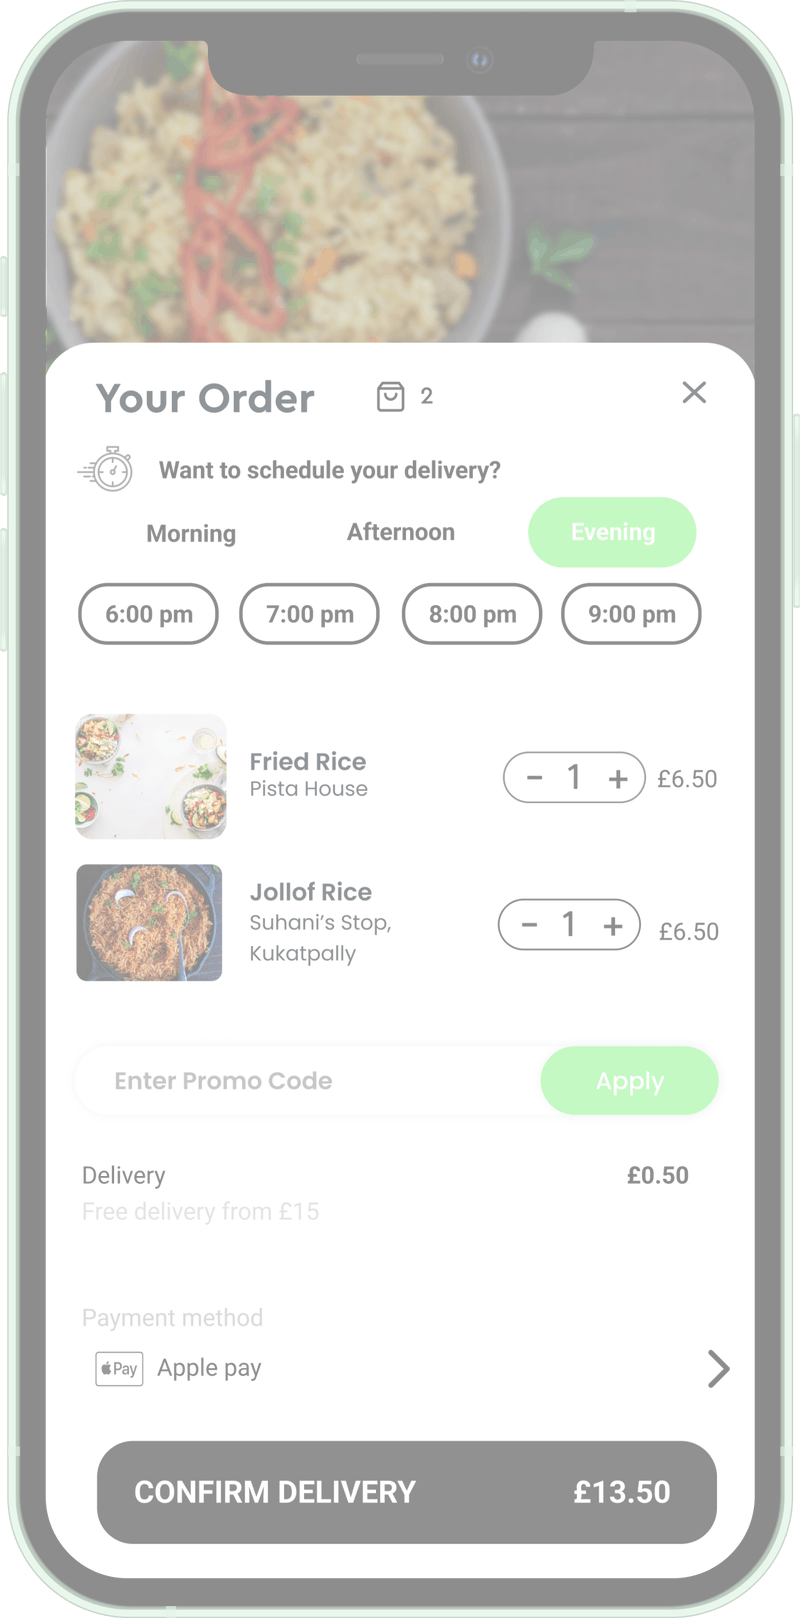 Your Order 2
Want to schedule your delivery?
Morning Afternoon Evening
6:00 pm 7:00 pm 8:00 pm 9:00 pm
Fried Rice
Pista House
- 1 + £6.50
Jollof Rice
Suhani's Stop,
Kukatpally
- 1 + £6.50
Enter Promo Code Apply
Delivery £0.50
Free delivery from £15
Payment method
Pay Apple pay
CONFIRM DELIVERY £13.50